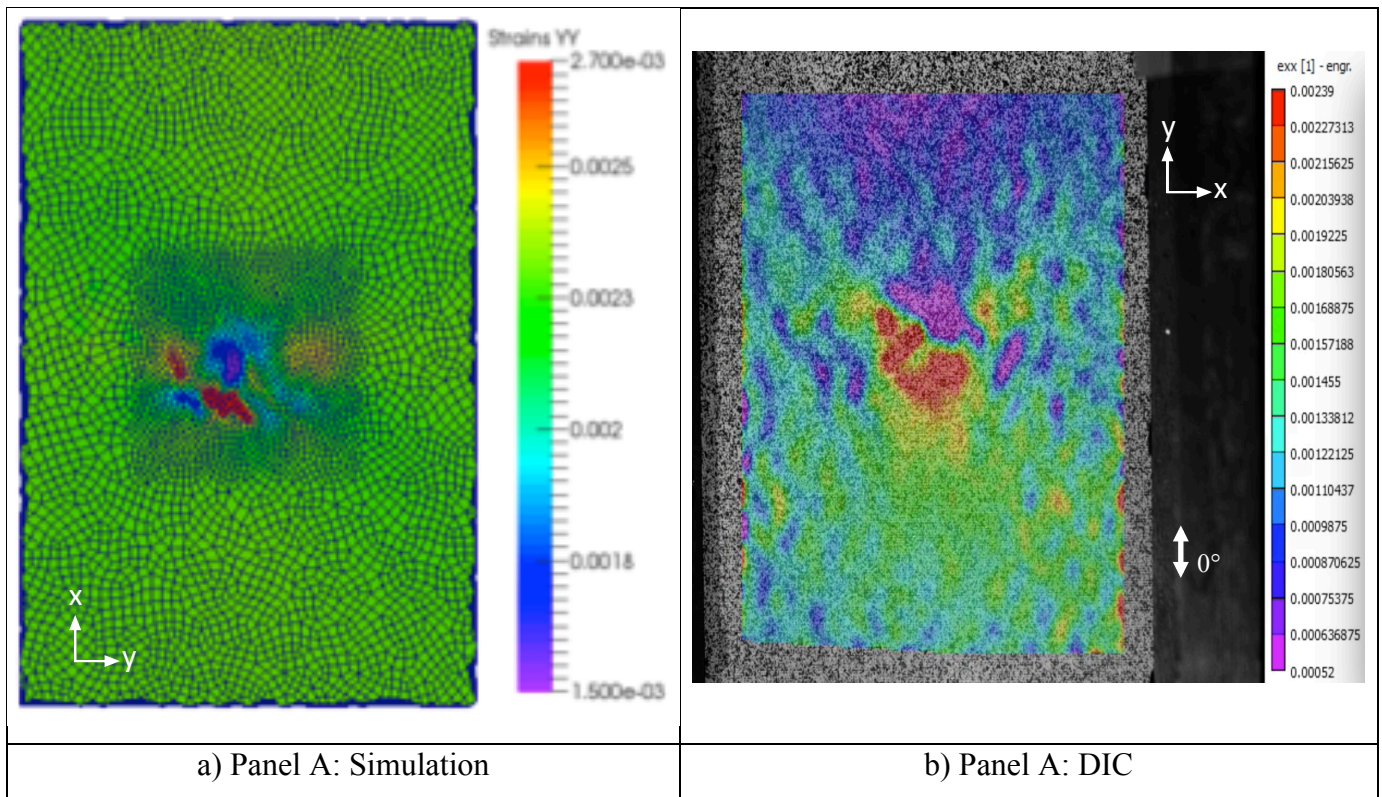 Strains YY
2.700e-03
0.0025
0.0023
0.002
0.0018
1.500e-03
x
y
exx [1] - engr.
0.00239
0.00227313
0.00215625
0.00203938
0.0019225
0.00180563
0.00168875
0.00157188
0.00145500
0.00133812
0.00122125
0.00110437
0.0009875
0.000870625
0.00075375
0.000636875
0.00052
y
x
0°
a) Panel A: Simulation
b) Panel A: DIC